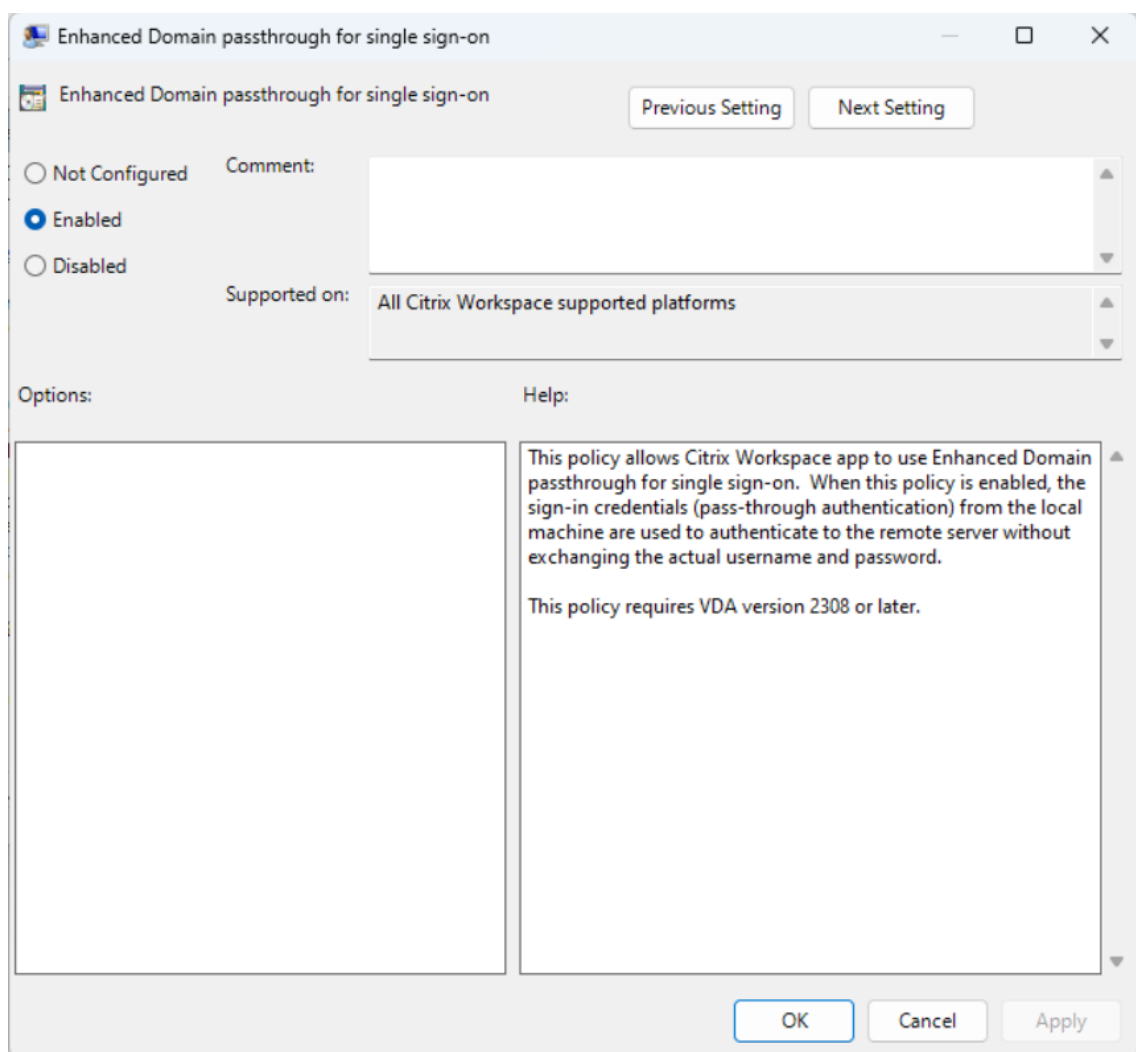 Enhanced Domain passthrough for single sign-on
Enhanced Domain passthrough for single sign-on
Previous Setting
Next Setting
Not Configured
Comment:
Enabled
Disabled
Supported on:
All Citrix Workspace supported platforms
Options:
Help:
This policy allows Citrix Workspace app to use Enhanced Domain
passthrough for single sign-on.  When this policy is enabled, the
sign-in credentials (pass-through authentication) from the local
machine are used to authenticate to the remote server without
exchanging the actual username and password.
This policy requires VDA version 2308 or later.
OK
Cancel
Apply